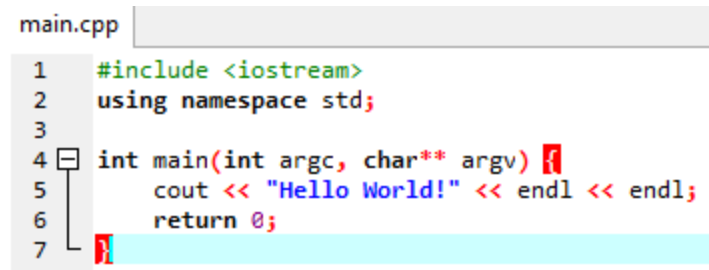 main.cpp
1 #include <iostream>
2 using namespace std;
3
4 int main(int argc, char** argv) {
5 cout << "Hello World!" << endl << endl;
6 return 0;
7 }